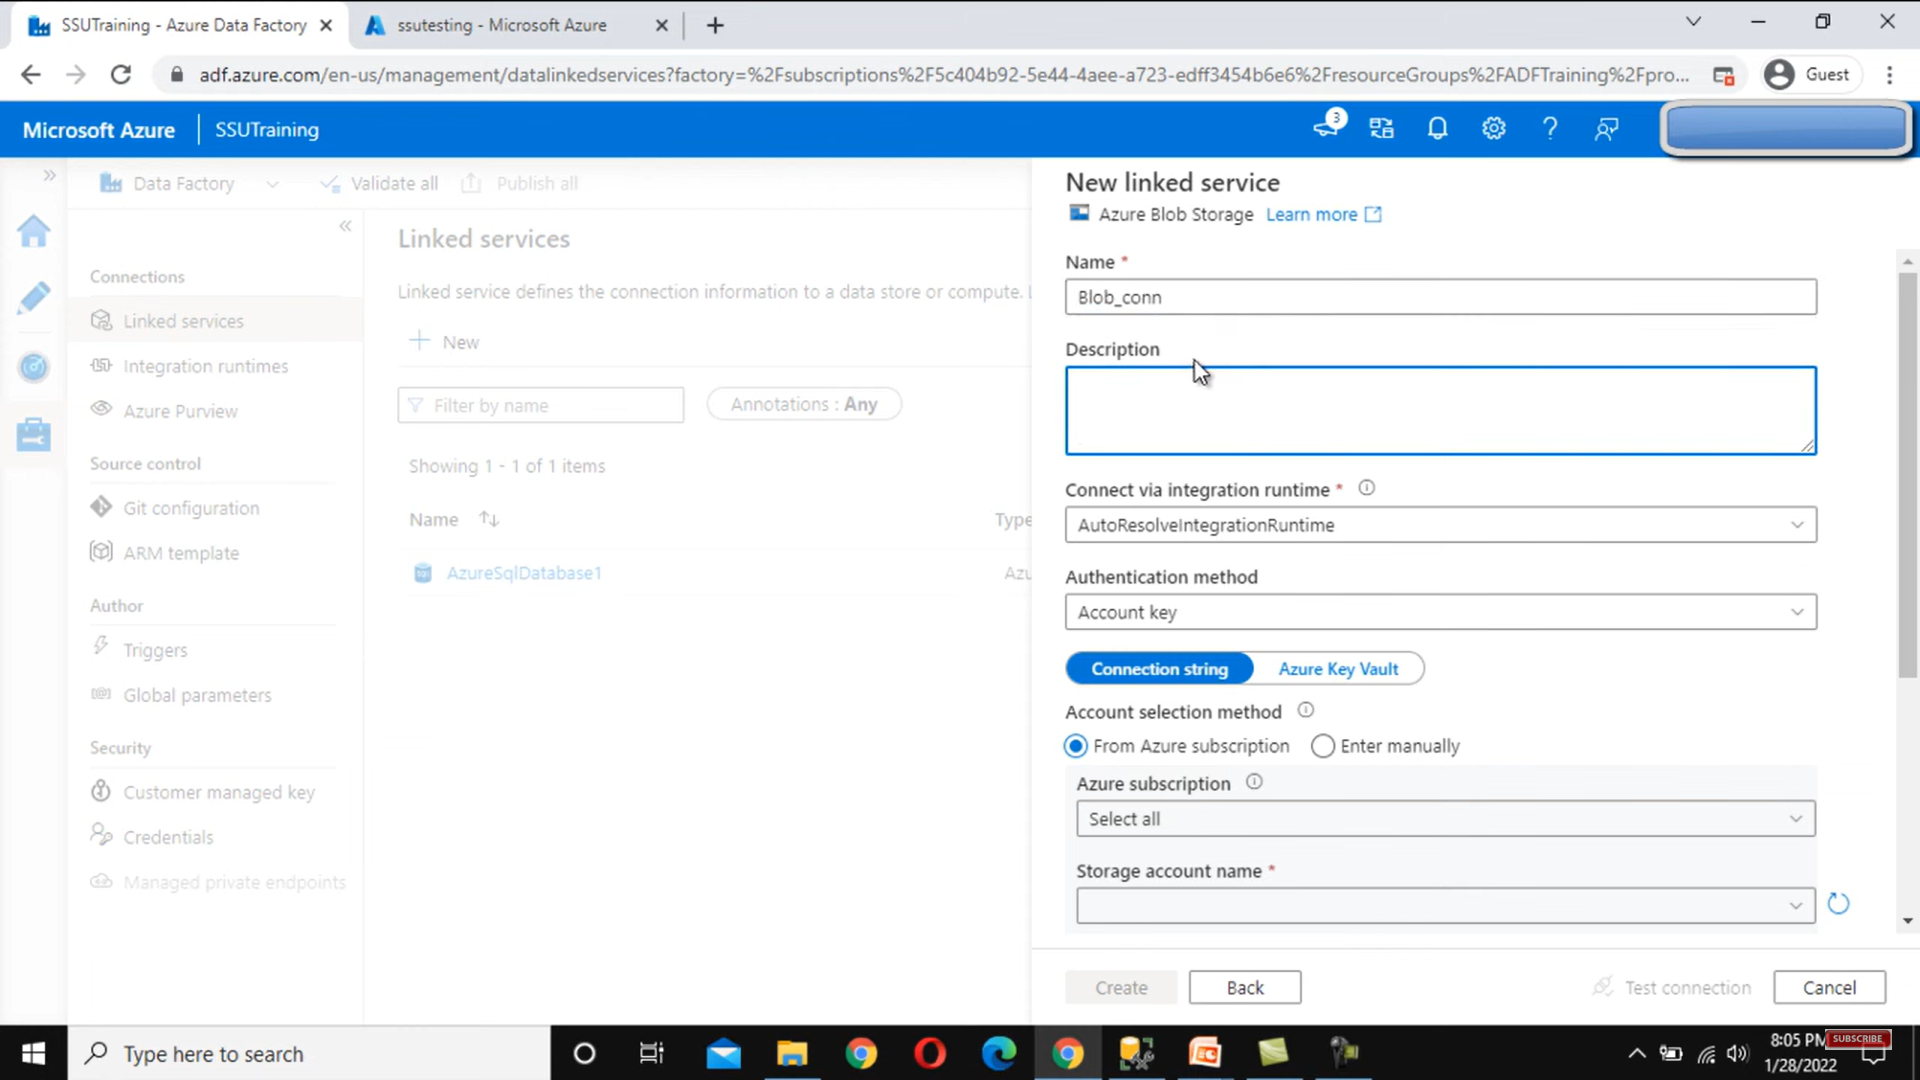 SSUTraining - Azure Data Factory
ssutesting - Microsoft Azure
adf.azure.com/en-us/management/datalinkedservices?factory=%2Fsubscriptions%2F5c404b92-5e44-4aee-a723-edff3454b6e6%2FresourceGroups%2FADFTraining%2Fpro...
Guest
Microsoft Azure
SSUTraining
3
Data Factory
Validate all
Publish all
Connections
Linked services
Integration runtimes
Azure Purview
Source control
Git configuration
ARM template
Author
Triggers
Global parameters
Security
Customer managed key
Credentials
Managed private endpoints
Linked services
Linked service defines the connection information to a data store or compute. L
New
Filter by name
Annotations : Any
Showing 1 - 1 of 1 items
Name
Type
AzureSqlDatabase1
Azu
New linked service
Azure Blob Storage Learn more
Name *
Blob_conn
Description
Connect via integration runtime *
AutoResolveIntegrationRuntime
Authentication method
Account key
Connection string
Azure Key Vault
Account selection method
From Azure subscription
Enter manually
Azure subscription
Select all
Storage account name *
Create
Back
Test connection
Cancel
Type here to search
8:05 PM
SUBSCRIBE
1/28/2022